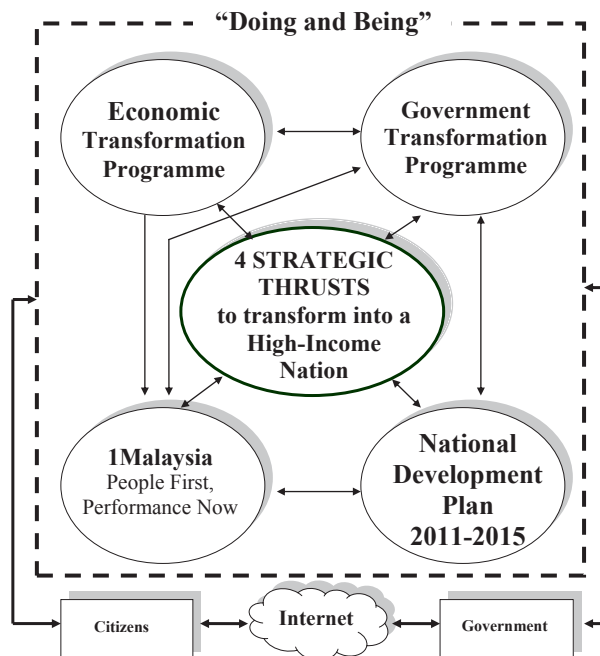 “Doing and Being”
Economic
Transformation
Programme
Government
Transformation
Programme
4 STRATEGIC
THRUSTS
to transform into a
High-Income
Nation
1Malaysia
People First,
Performance Now
National
Development
Plan
2011-2015
Citizens
Internet
Government